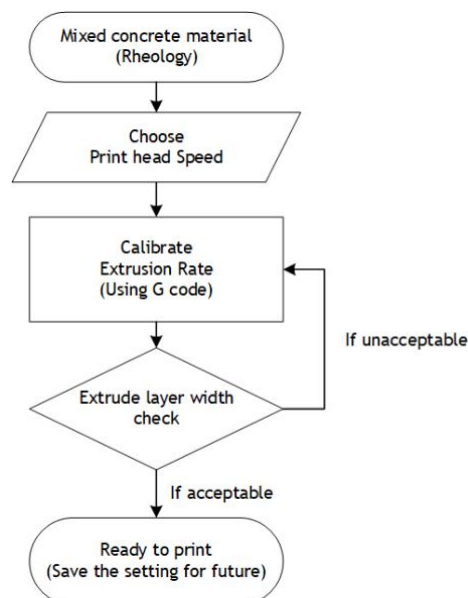 Mixed concrete material
(Rheology)
Choose
Print head Speed
Calibrate
Extrusion Rate
(Using G code)
If unacceptable
Extrude layer width
check
If acceptable
Ready to print
(Save the setting for future)